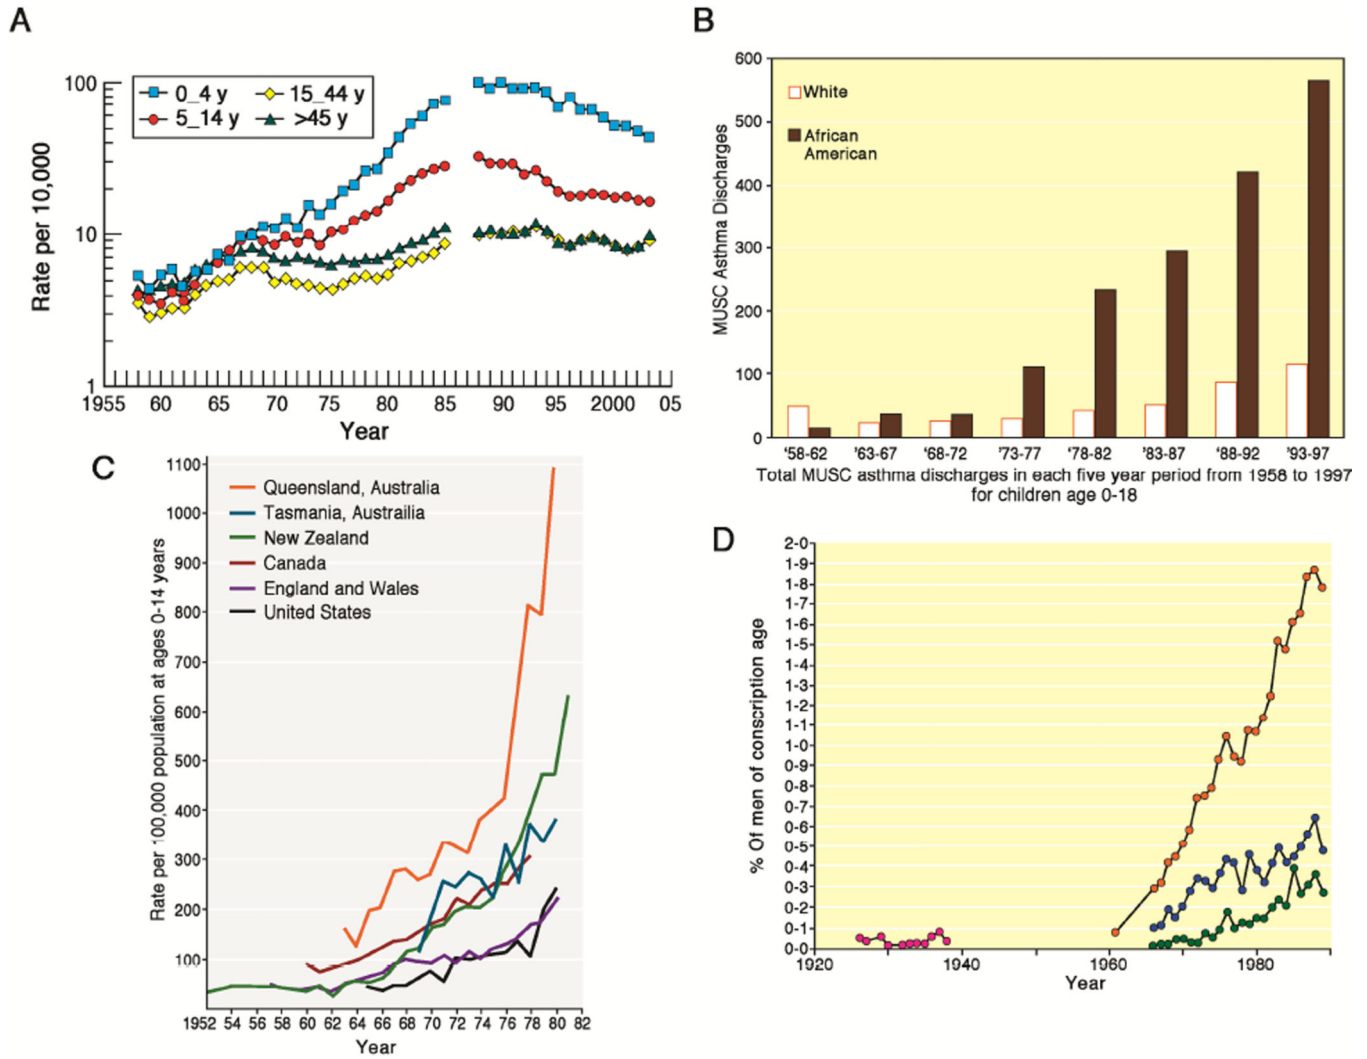 A
100
10
1
Rate per 10,000
0_4 y
15_44 y
5_14 y
>45 y
1955 60 65 70 75 80 85 90 95 2000 05
Year
B
600
500
400
300
200
100
0
MUSC Asthma Discharges
White
African
American
'58-62 '63-67 '68-72 '73-77 '78-82 '83-87 '88-92 '93-97
Total MUSC asthma discharges in each five year period from 1958 to 1997
for children age 0-18
C
1100
1000
900
800
700
600
500
400
300
200
100
Rate per 100,000 population at ages 0-14 years
Queensland, Australia
Tasmania, Austrailia
New Zealand
Canada
England and Wales
United States
1952 54 56 58 60 62 64 66 68 70 72 74 76 78 80 82
Year
D
2-0
1-9
1-8
1-7
1-6
1-5
1-4
1-3
1-2
1-1
1-0
0-9
0-8
0-7
0-6
0-5
0-4
0-3
0-2
0-1
0-0
% Of men of conscription age
1920 1940 1960 1980
Year